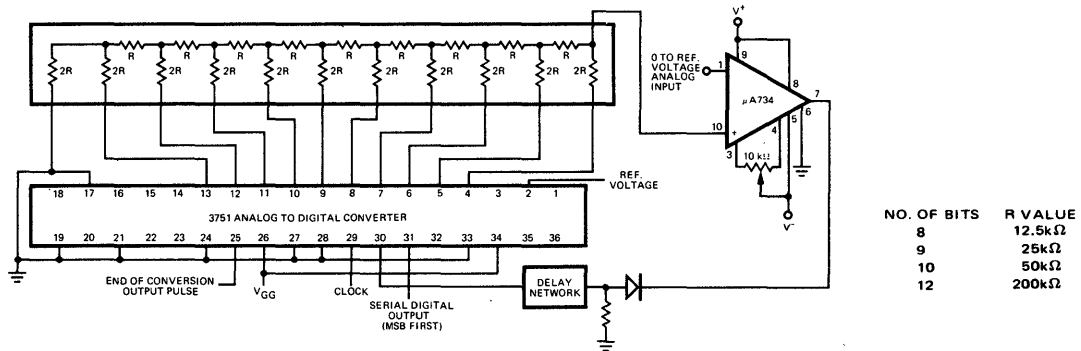 R R R R R R R R R
2R 2R 2R 2R 2R 2R 2R 2R 2R 2R 2R
V+
0 TO REF.
VOLTAGE
ANALOG
INPUT
1
9
8
μA734
7
6
5
4
10
+
3
10 kΩ
V-
REF.
VOLTAGE
18 17 16 15 14 13 12 11 10 9 8 7 6 5 4 3 2 1
3751 ANALOG TO DIGITAL CONVERTER
19 20 21 22 23 24 25 26 27 28 29 30 31 32 33 34 35 36
END OF CONVERSION
OUTPUT PULSE
VGG
CLOCK
SERIAL DIGITAL
OUTPUT
(MSB FIRST)
DELAY
NETWORK
NO. OF BITS R VALUE
8 12.5kΩ
9 25kΩ
10 50kΩ
12 200kΩ